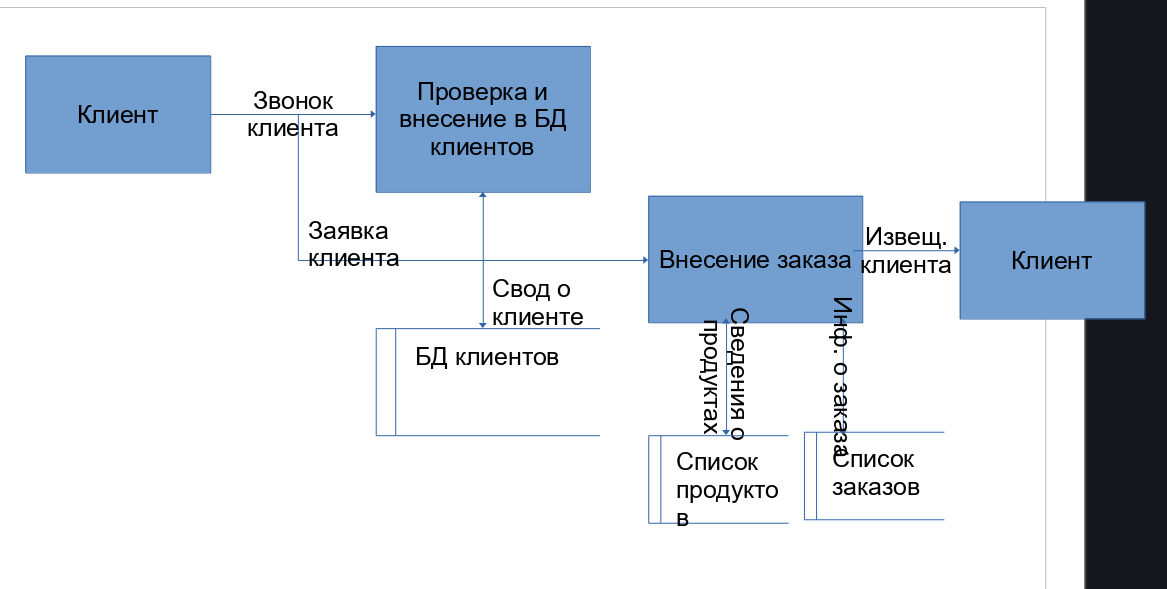 Клиент
Звонок
клиента
Проверка и
внесение в БД
клиентов
Заявка
клиента
Свод о
клиенте
БД клиентов
Внесение заказа
Извещ.
клиента
Клиент
Сведения о
продуктах
Инф. о заказа
Список
продукто
в
Список
заказов